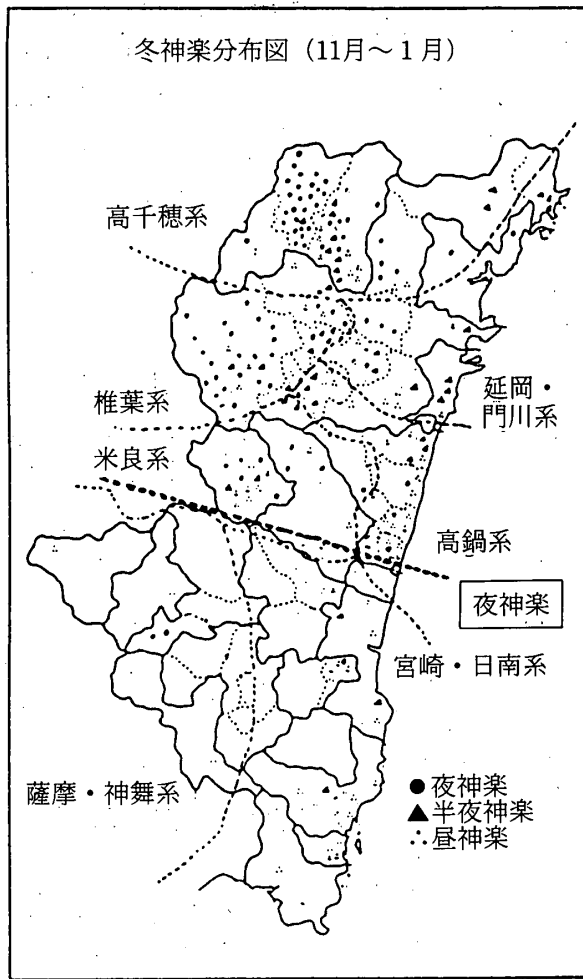 冬神楽分布図（11月～1月）
高千穂系
椎葉系
延岡・
門川系
米良系
高鍋系
夜神楽
宮崎・日南系
薩摩・神舞系
●夜神楽
▲半夜神楽
∴昼神楽